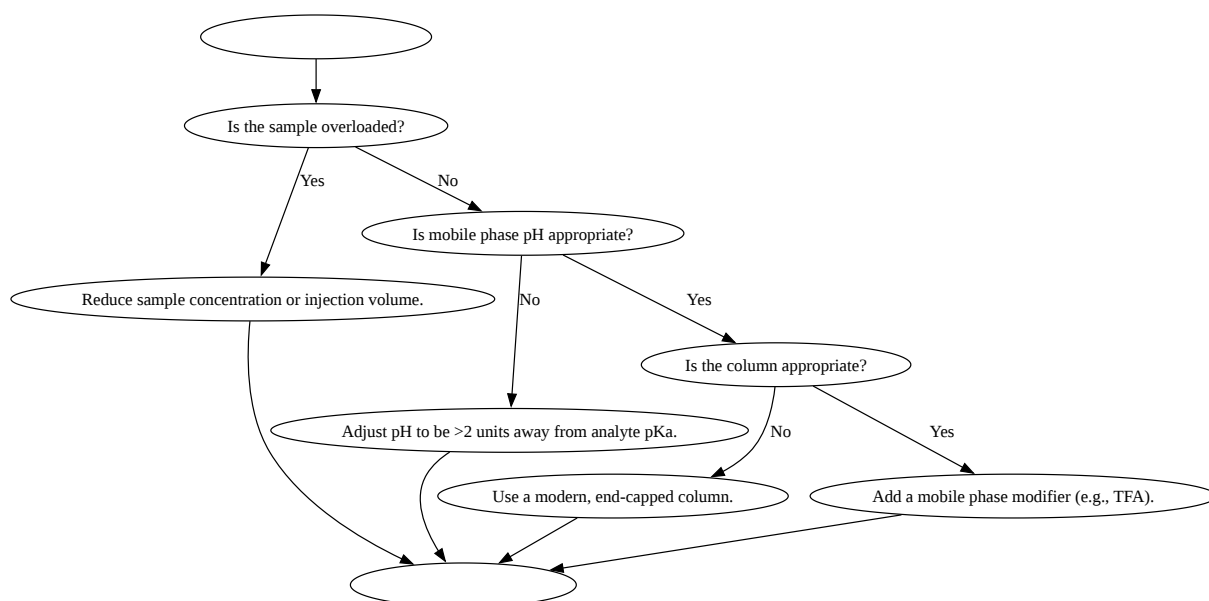 Is the sample overloaded?
Yes
No
Is mobile phase pH appropriate?
Reduce sample concentration or injection volume.
No
Yes
Is the column appropriate?
Adjust pH to be >2 units away from analyte pKa.
No
Yes
Use a modern, end-capped column.
Add a mobile phase modifier (e.g., TFA).